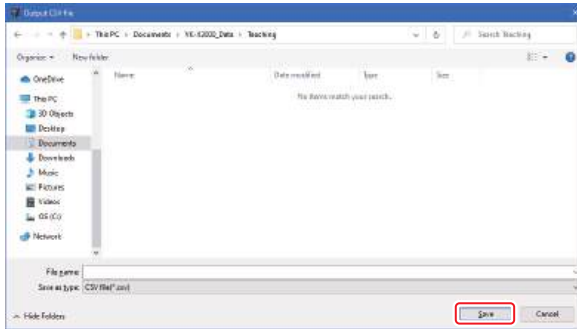 Output CSV file
This PC › Documents › VK-X3000_Data › Teaching
Search Teaching
Organize
New folder
Name
Date modified
Type
Size
No items match your search.
OneDrive
This PC
3D Objects
Desktop
Documents
Downloads
Music
Pictures
Videos
OS (C:)
Network
File name:
Save as type: CSV file(*.csv)
Hide Folders
Save
Cancel